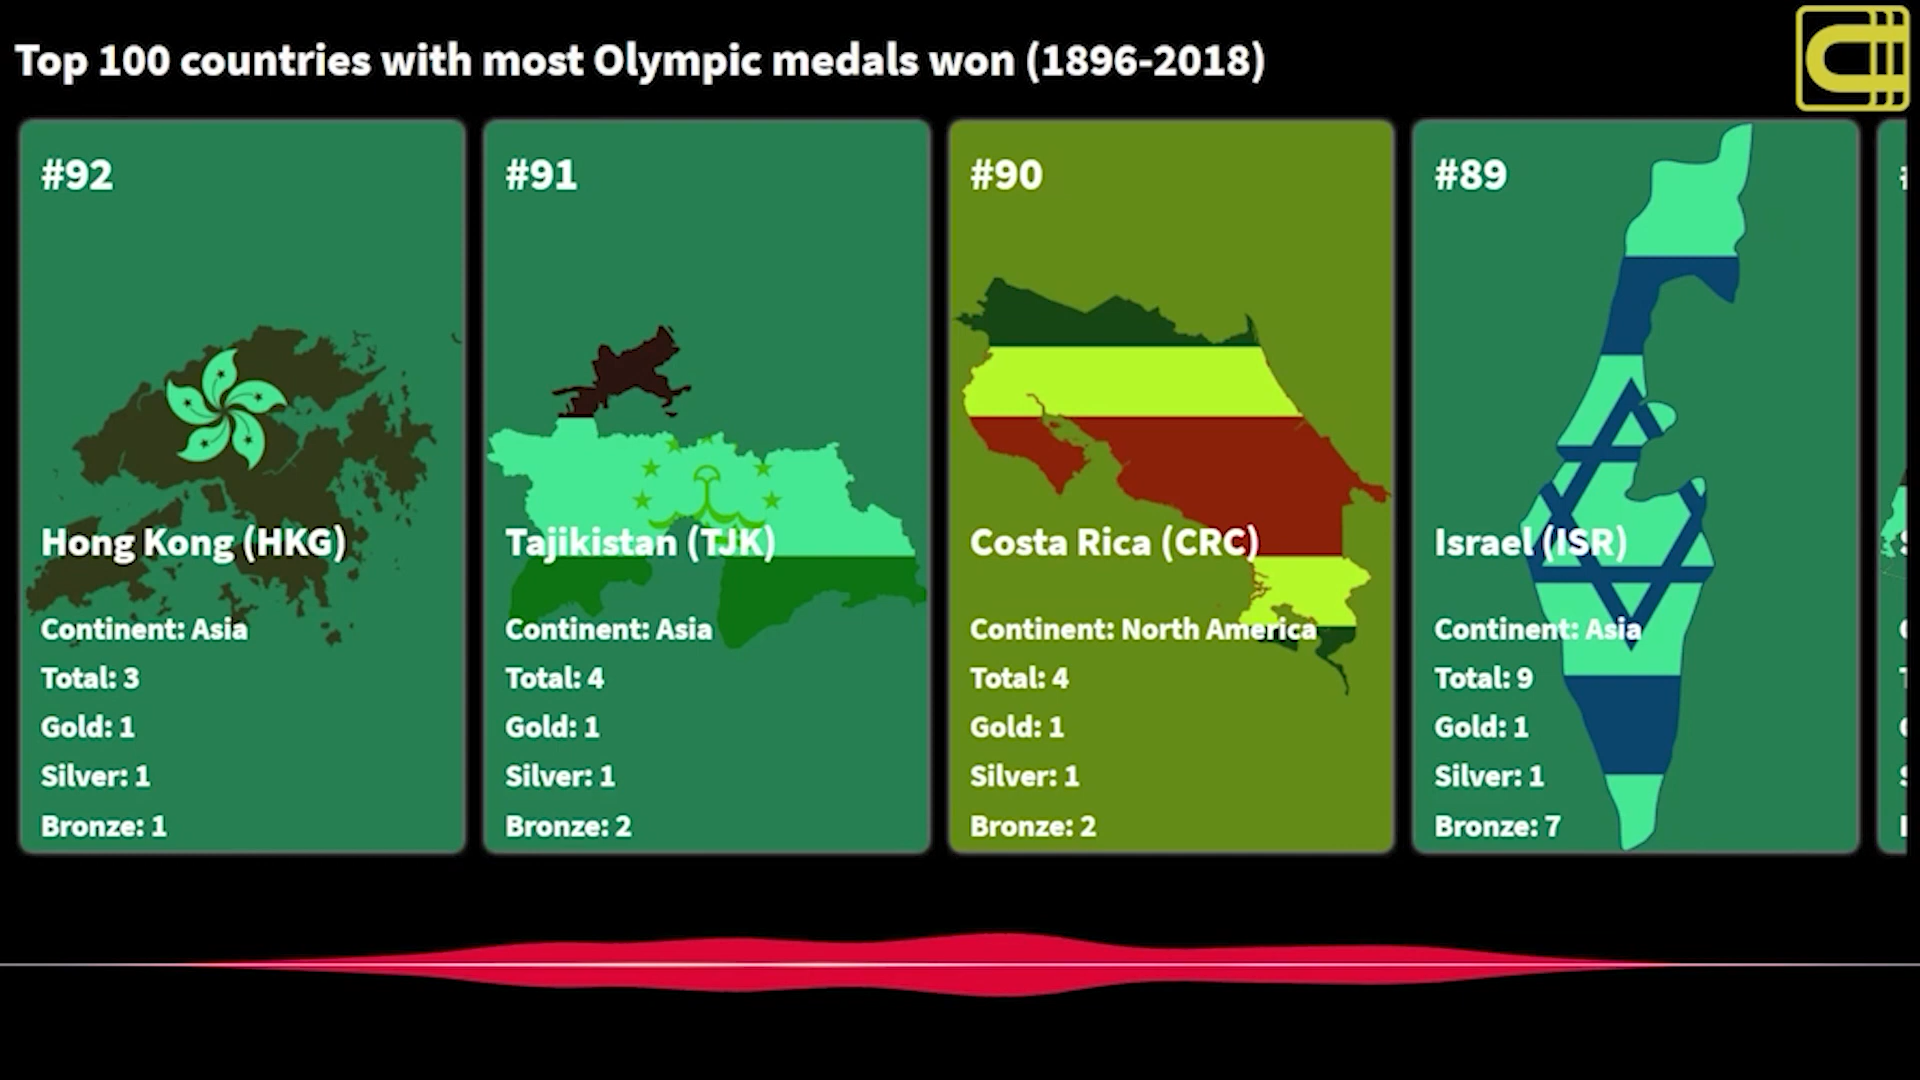 Top 100 countries with most Olympic medals won (1896-2018)
#92
Hong Kong (HKG)
Continent: Asia
Total: 3
Gold: 1
Silver: 1
Bronze: 1
#91
Tajikistan (TJK)
Continent: Asia
Total: 4
Gold: 1
Silver: 1
Bronze: 2
#90
Costa Rica (CRC)
Continent: North America
Total: 4
Gold: 1
Silver: 1
Bronze: 2
#89
Israel (ISR)
Continent: Asia
Total: 9
Gold: 1
Silver: 1
Bronze: 7